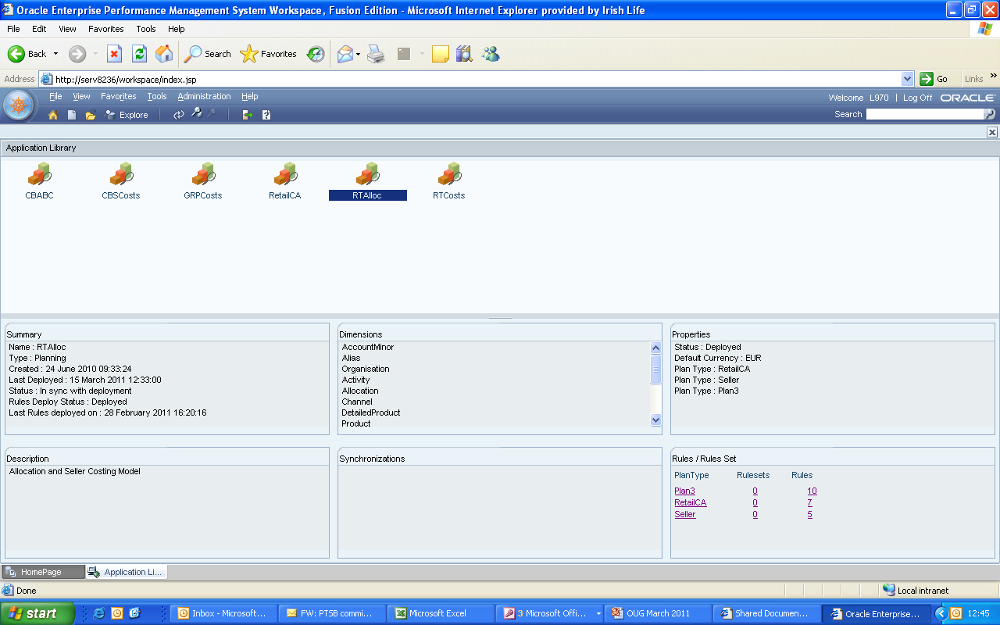 Oracle Enterprise Performance Management System Workspace, Fusion Edition - Microsoft Internet Explorer provided by Irish Life
File Edit View Favorites Tools Help
Back Search Favorites
Address http://serv8236/workspace/index.jsp Go Links »
File View Favorites Tools Administration Help Welcome L970 | Log Off ORACLE
Explore Search
Application Library
CBABC CBSCosts GRPCosts RetailCA RTAlloc RTCosts
Summary
Name : RTAlloc
Type : Planning
Created : 24 June 2010 09:33:24
Last Deployed : 15 March 2011 12:33:00
Status : In sync with deployment
Rules Deploy Status : Deployed
Last Rules deployed on : 28 February 2011 16:20:16
Dimensions
AccountMinor
Alias
Organisation
Activity
Allocation
Channel
DetailedProduct
Product
Properties
Status : Deployed
Default Currency : EUR
Plan Type : RetailCA
Plan Type : Seller
Plan Type : Plan3
Description
Allocation and Seller Costing Model
Synchronizations
Rules / Rules Set
PlanType Rulesets Rules
Plan3 0 10
RetailCA 0 7
Seller 0 5
HomePage Application Li...
Done Local intranet
start Inbox - Microsoft... FW: PTSB commi... Microsoft Excel 3 Microsoft Offi... OUG March 2011 Shared Documen... Oracle Enterprise... 12:45